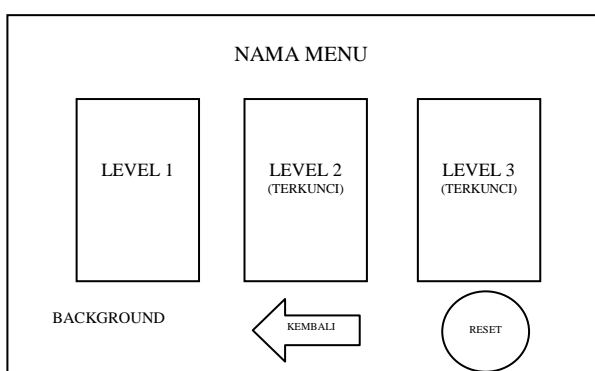 NAMA MENU
LEVEL 1
LEVEL 2
(TERKUNCI)
LEVEL 3
(TERKUNCI)
BACKGROUND
KEMBALI
RESET